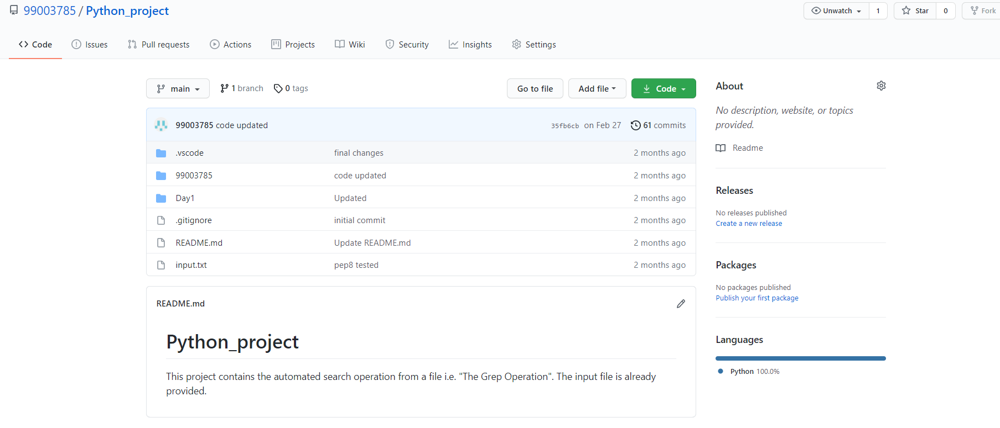 99003785 / Python_project
Unwatch 1 Star 0 Fork
Code Issues Pull requests Actions Projects Wiki Security Insights Settings
main 1 branch 0 tags Go to file Add file Code
99003785 code updated 35fb6cb on Feb 27 61 commits
.vscode final changes 2 months ago
99003785 code updated 2 months ago
Day1 Updated 2 months ago
.gitignore initial commit 2 months ago
README.md Update README.md 2 months ago
input.txt pep8 tested 2 months ago
README.md
Python_project
This project contains the automated search operation from a file i.e. "The Grep Operation". The input file is already
provided.
About
No description, website, or topics
provided.
Readme
Releases
No releases published
Create a new release
Packages
No packages published
Publish your first package
Languages
Python 100.0%